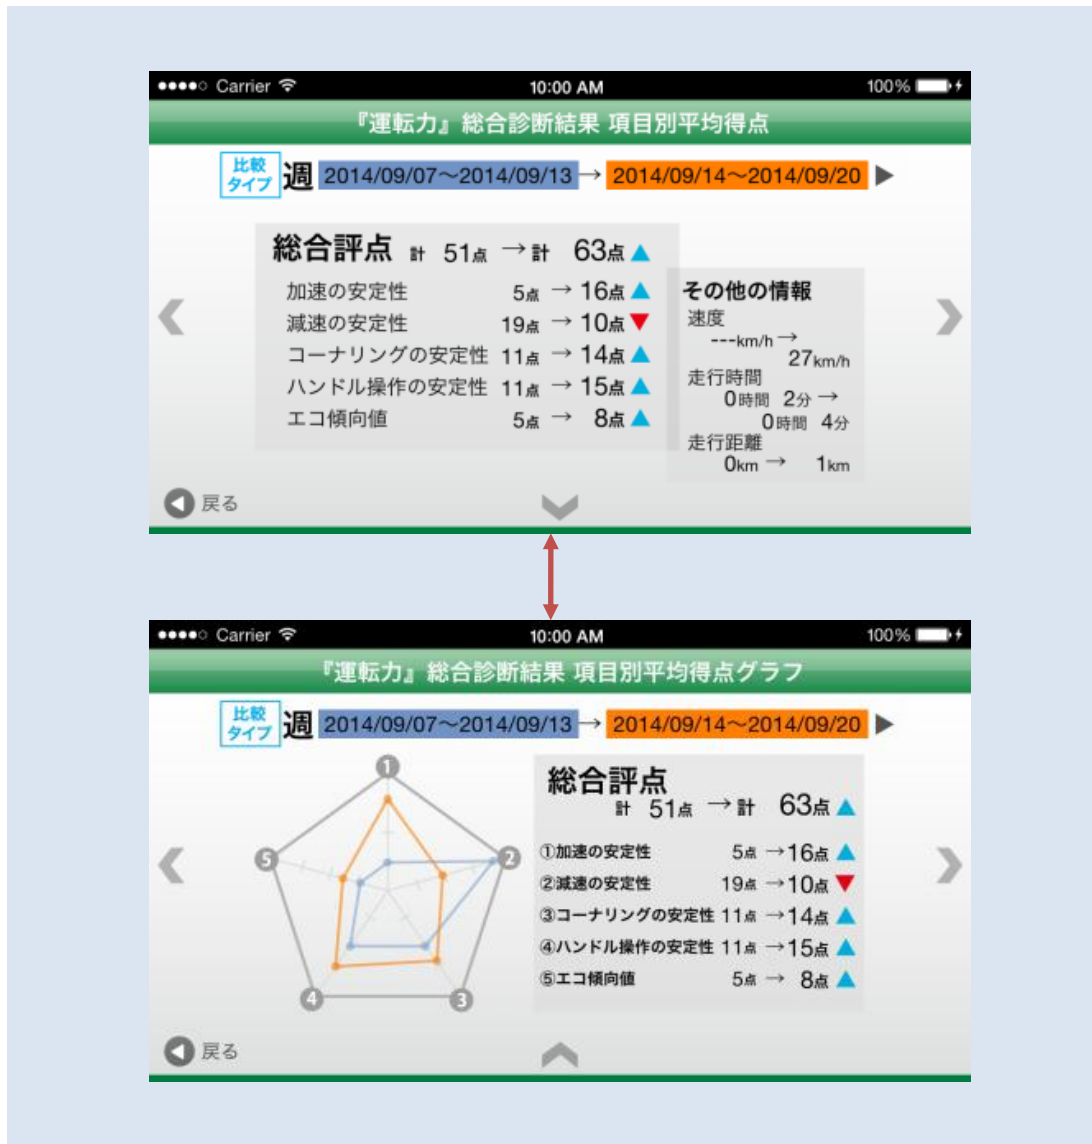 ●●●●○ Carrier 10:00 AM 100%
『運転力』総合診断結果 項目別平均得点
比較
タイプ 週 2014/09/07～2014/09/13 → 2014/09/14～2014/09/20 ▶
総合評点 計 51点 → 計 63点 ▲
加速の安定性 5点 → 16点 ▲
減速の安定性 19点 → 10点 ▼
コーナリングの安定性 11点 → 14点 ▲
ハンドル操作の安定性 11点 → 15点 ▲
エコ傾向値 5点 → 8点 ▲
その他の情報
速度
---km/h →
27km/h
走行時間
0時間 2分 →
0時間 4分
走行距離
0km → 1km
戻る
●●●●○ Carrier 10:00 AM 100%
『運転力』総合診断結果 項目別平均得点グラフ
比較
タイプ 週 2014/09/07～2014/09/13 → 2014/09/14～2014/09/20 ▶
1
2
3
4
5
総合評点
計 51点 → 計 63点 ▲
①加速の安定性 5点 → 16点 ▲
②減速の安定性 19点 → 10点 ▼
③コーナリングの安定性 11点 → 14点 ▲
④ハンドル操作の安定性 11点 → 15点 ▲
⑤エコ傾向値 5点 → 8点 ▲
戻る